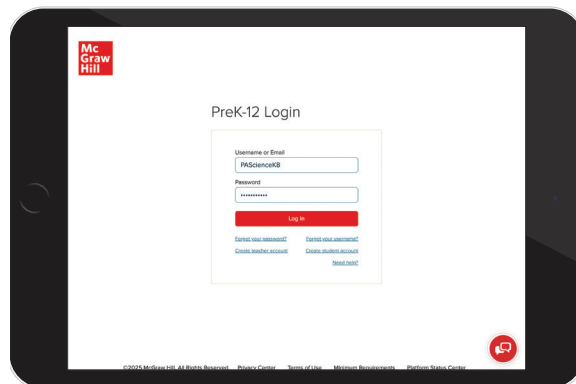 Mc
Graw
Hill
PreK-12 Login
Username or Email
PAScienceK8
Password
•••••••••••
Log In
Forgot your password? Forgot your username?
Create teacher account Create student account
Need help?
©2025 McGraw Hill. All Rights Reserved. Privacy Center Terms of Use Minimum Requirements Platform Status Center